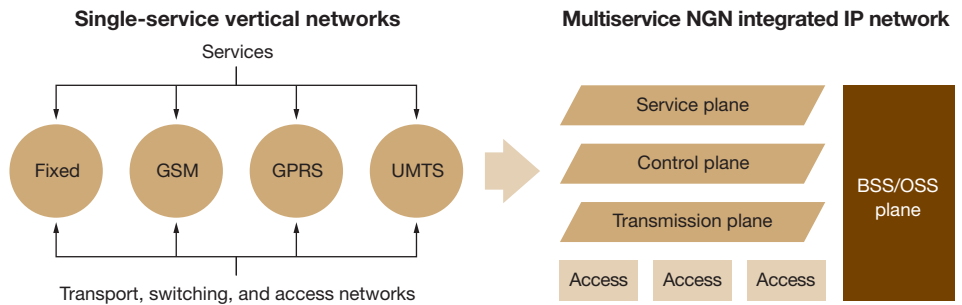 Single-service vertical networks
Services
Fixed
GSM
GPRS
UMTS
Transport, switching, and access networks
Multiservice NGN integrated IP network
Service plane
Control plane
Transmission plane
Access
Access
Access
BSS/OSS
plane